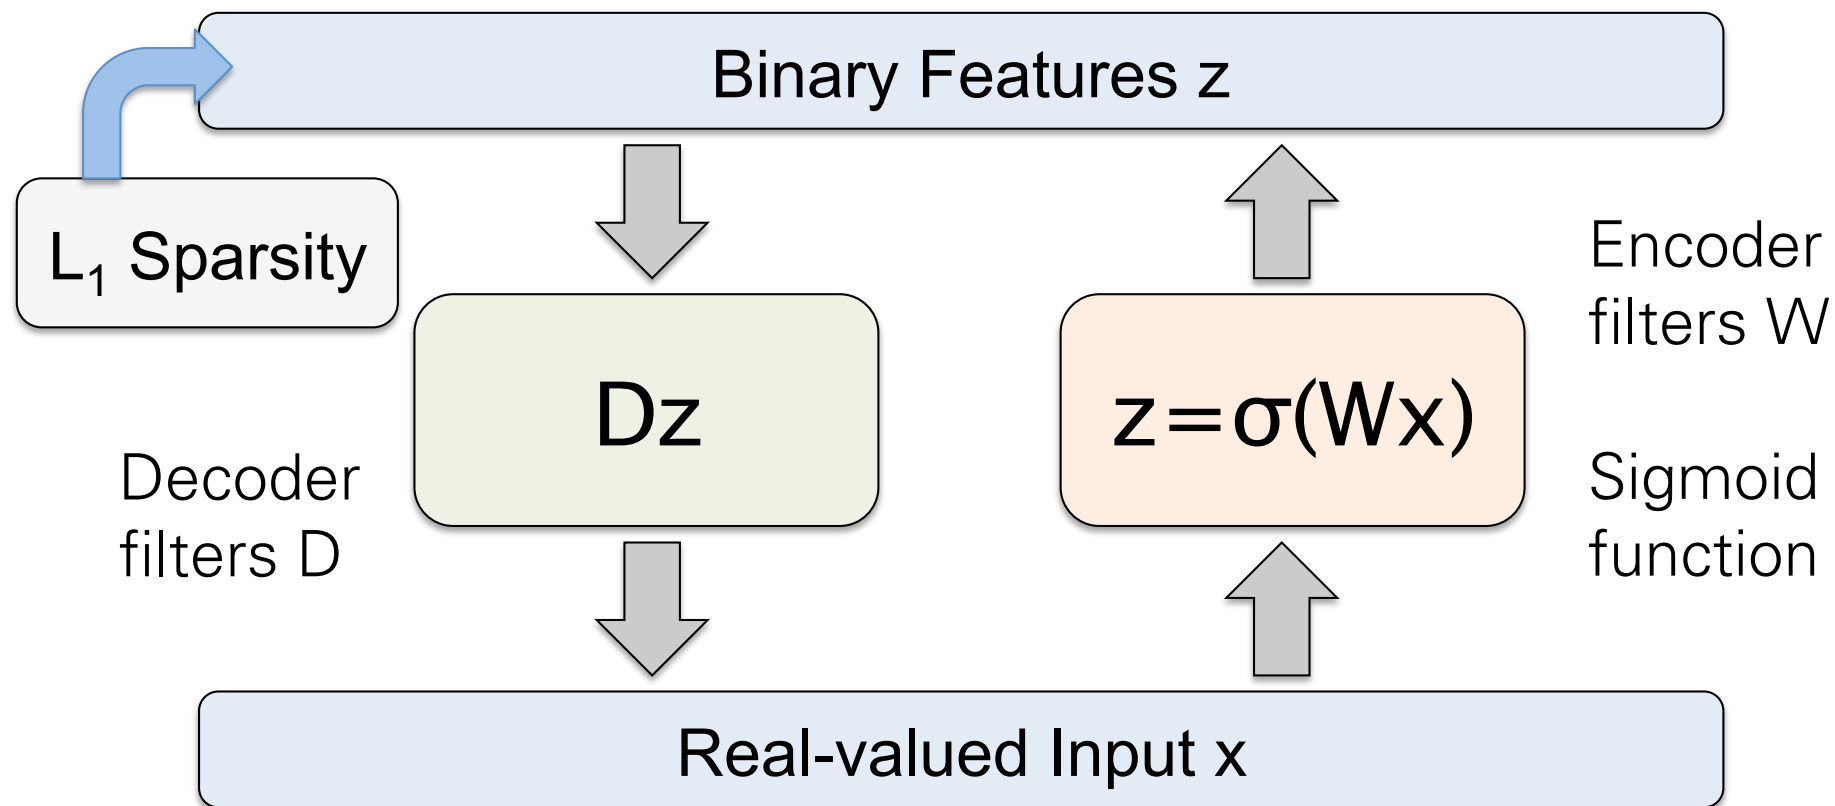 Binary Features z
L₁ Sparsity
Encoder
filters W
Dz
z=σ(Wx)
Decoder
filters D
Sigmoid
function
Real-valued Input x